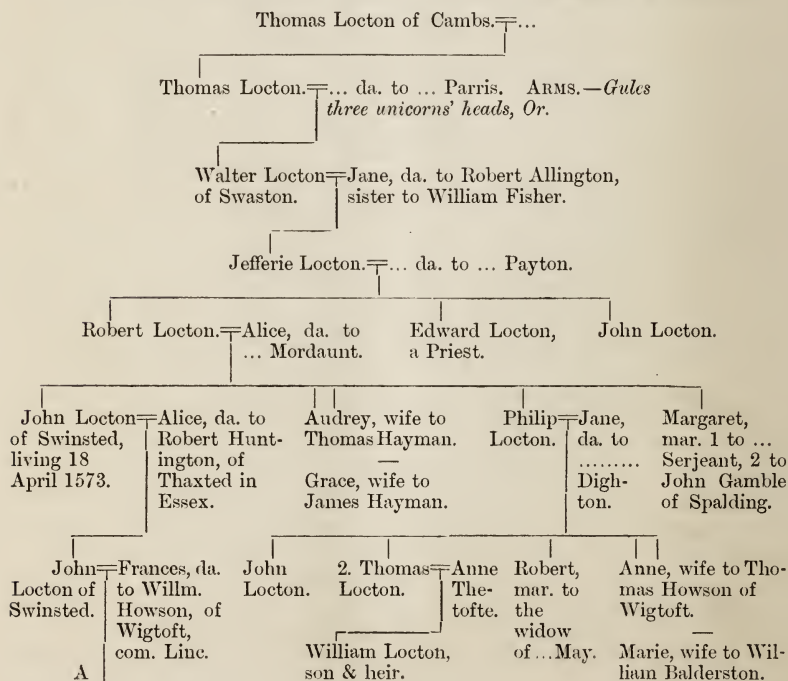 Thomas Locton of Cambs.=...
Thomas Locton.=... da. to ... Parris. ARMS.—Gules
three unicorns' heads, Or.
Walter Locton=Jane, da. to Robert Allington,
of Swaston. sister to William Fisher.
Jefferie Locton.=... da. to ... Payton.
Robert Locton.=Alice, da. to
... Mordaunt.
Edward Locton,
a Priest.
John Locton.
John Locton=Alice, da. to
of Swinsted, Robert Hunt-
living 18 ington, of
April 1573. Thaxted in
Essex.
Audrey, wife to
Thomas Hayman.
—
Grace, wife to
James Hayman.
Philip=Jane,
Locton. da. to
.........
Digh-
ton.
Margaret,
mar. 1 to ...
Serjeant, 2 to
John Gamble
of Spalding.
John=Frances, da.
Locton of to Willm.
Swinsted. Howson, of
Wigtoft,
com. Linc.
A
John
Locton.
2. Thomas=Anne
Locton. The-
tofte.
William Locton,
son & heir.
Robert,
mar. to
the
widow
of ...May.
Anne, wife to Tho-
mas Howson of
Wigtoft.
—
Marie, wife to Wil-
liam Balderston.